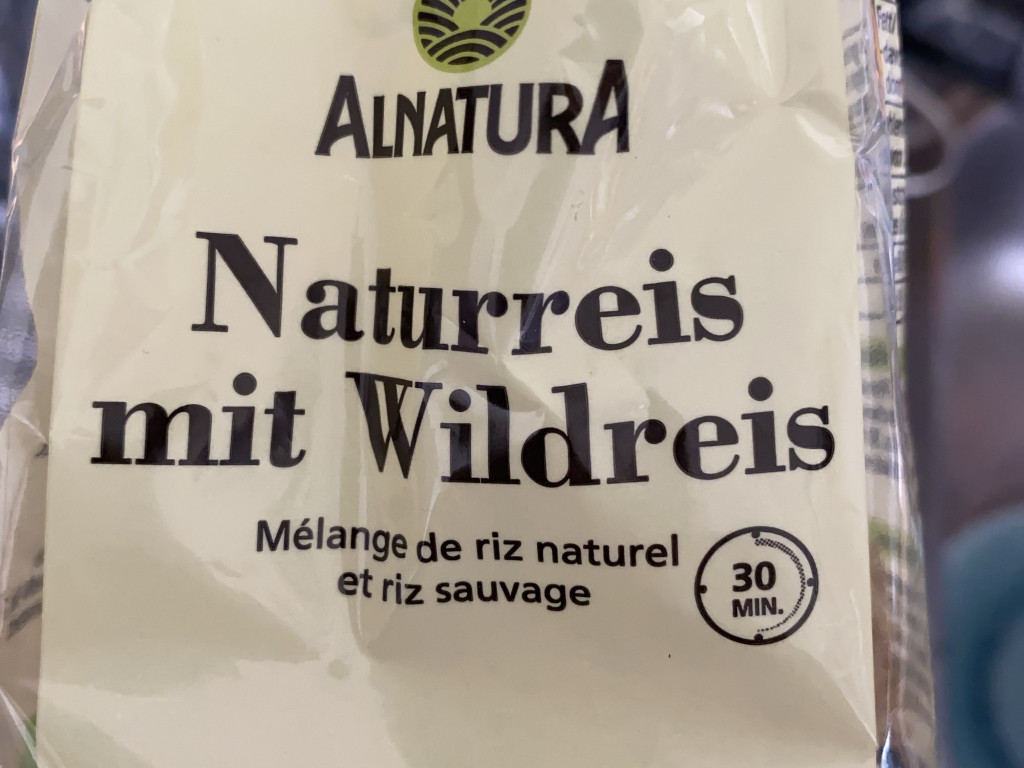 ALNATURA
Naturreis
mit Wildreis
Mélange de riz naturel
et riz sauvage
30
MIN.